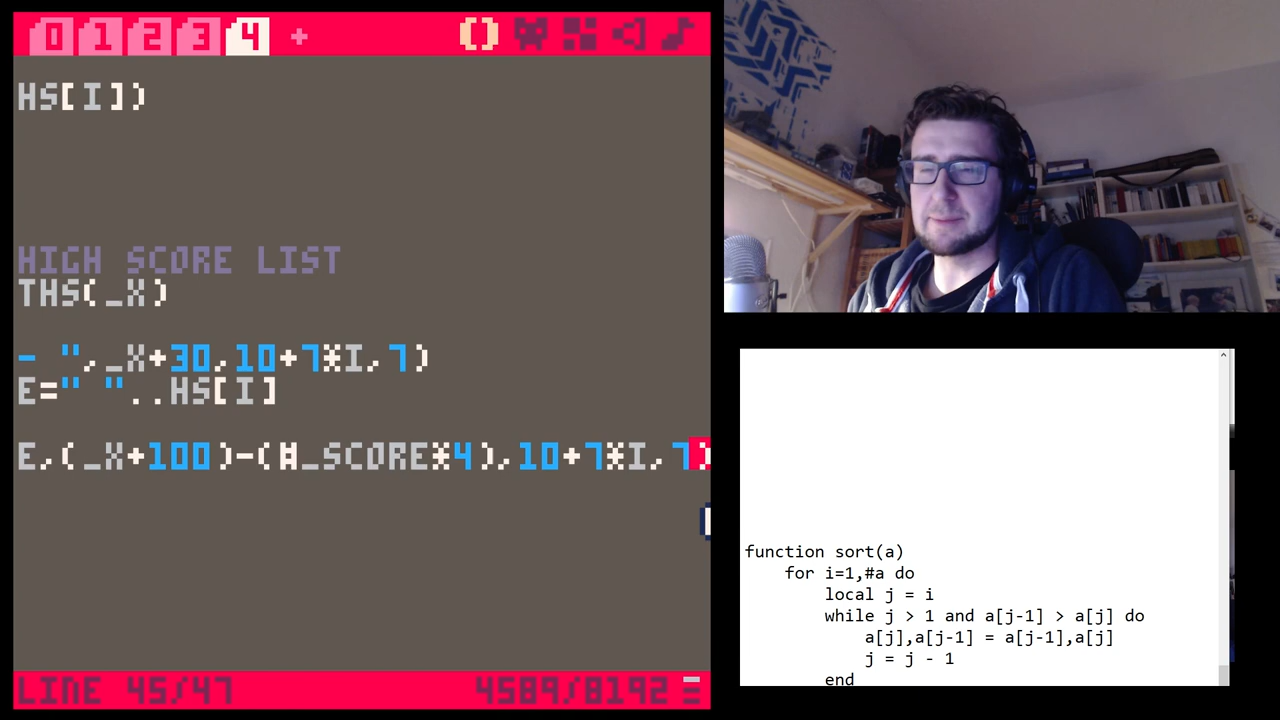 0 1 2 3 4 +
HS[I])
HIGH SCORE LIST
THS(_X)
- ",_X+30,10+7*I,7)
E=" "..HS[I]
E,(_X+100)-(#_SCORE*4),10+7*I,7)
LINE 45/47 4589/8192
function sort(a)
for i=1,#a do
local j = i
while j > 1 and a[j-1] > a[j] do
a[j],a[j-1] = a[j-1],a[j]
j = j - 1
end